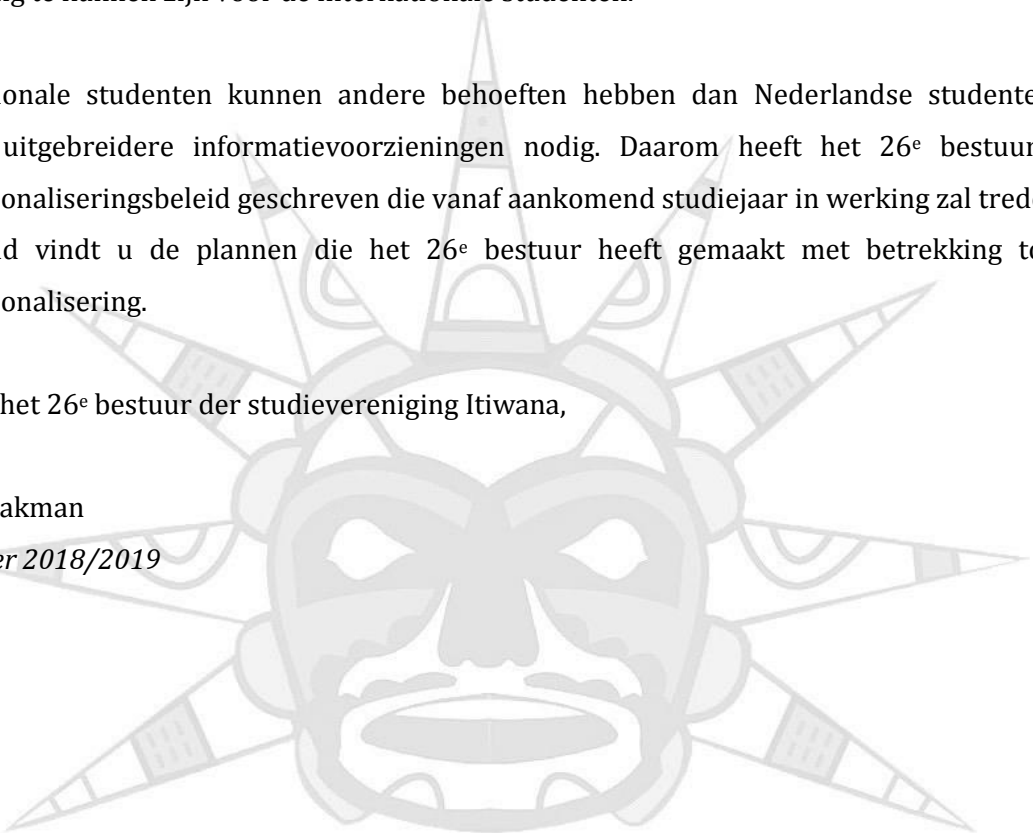 te kunnen zijn voor de internationale studenten.
onale studenten kunnen andere behoeften hebben dan Nederlandse studente
uitgebreidere informatievoorzieningen nodig. Daarom heeft het 26e bestuur
onaliseringsbeleid geschreven die vanaf aankomend studiejaar in werking zal trede
d vindt u de plannen die het 26e bestuur heeft gemaakt met betrekking to
onalisering.
het 26e bestuur der studievereniging Itiwana,
akman
er 2018/2019